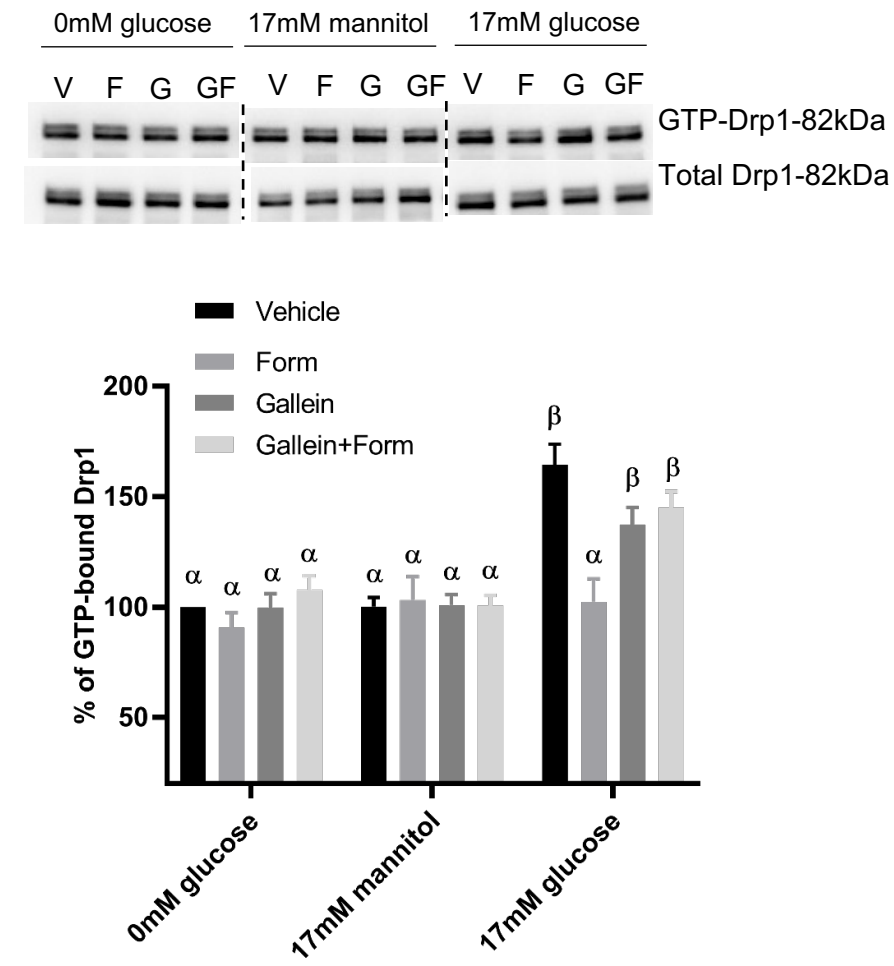 0mM glucose 17mM mannitol 17mM glucose
V F G GF V F G GF V F G GF
GTP-Drp1-82kDa
Total Drp1-82kDa
Vehicle
Form
Gallein
Gallein+Form
% of GTP-bound Drp1
200
150
100
50
α α α α α α α α β α β β
0mM glucose 17mM mannitol 17mM glucose